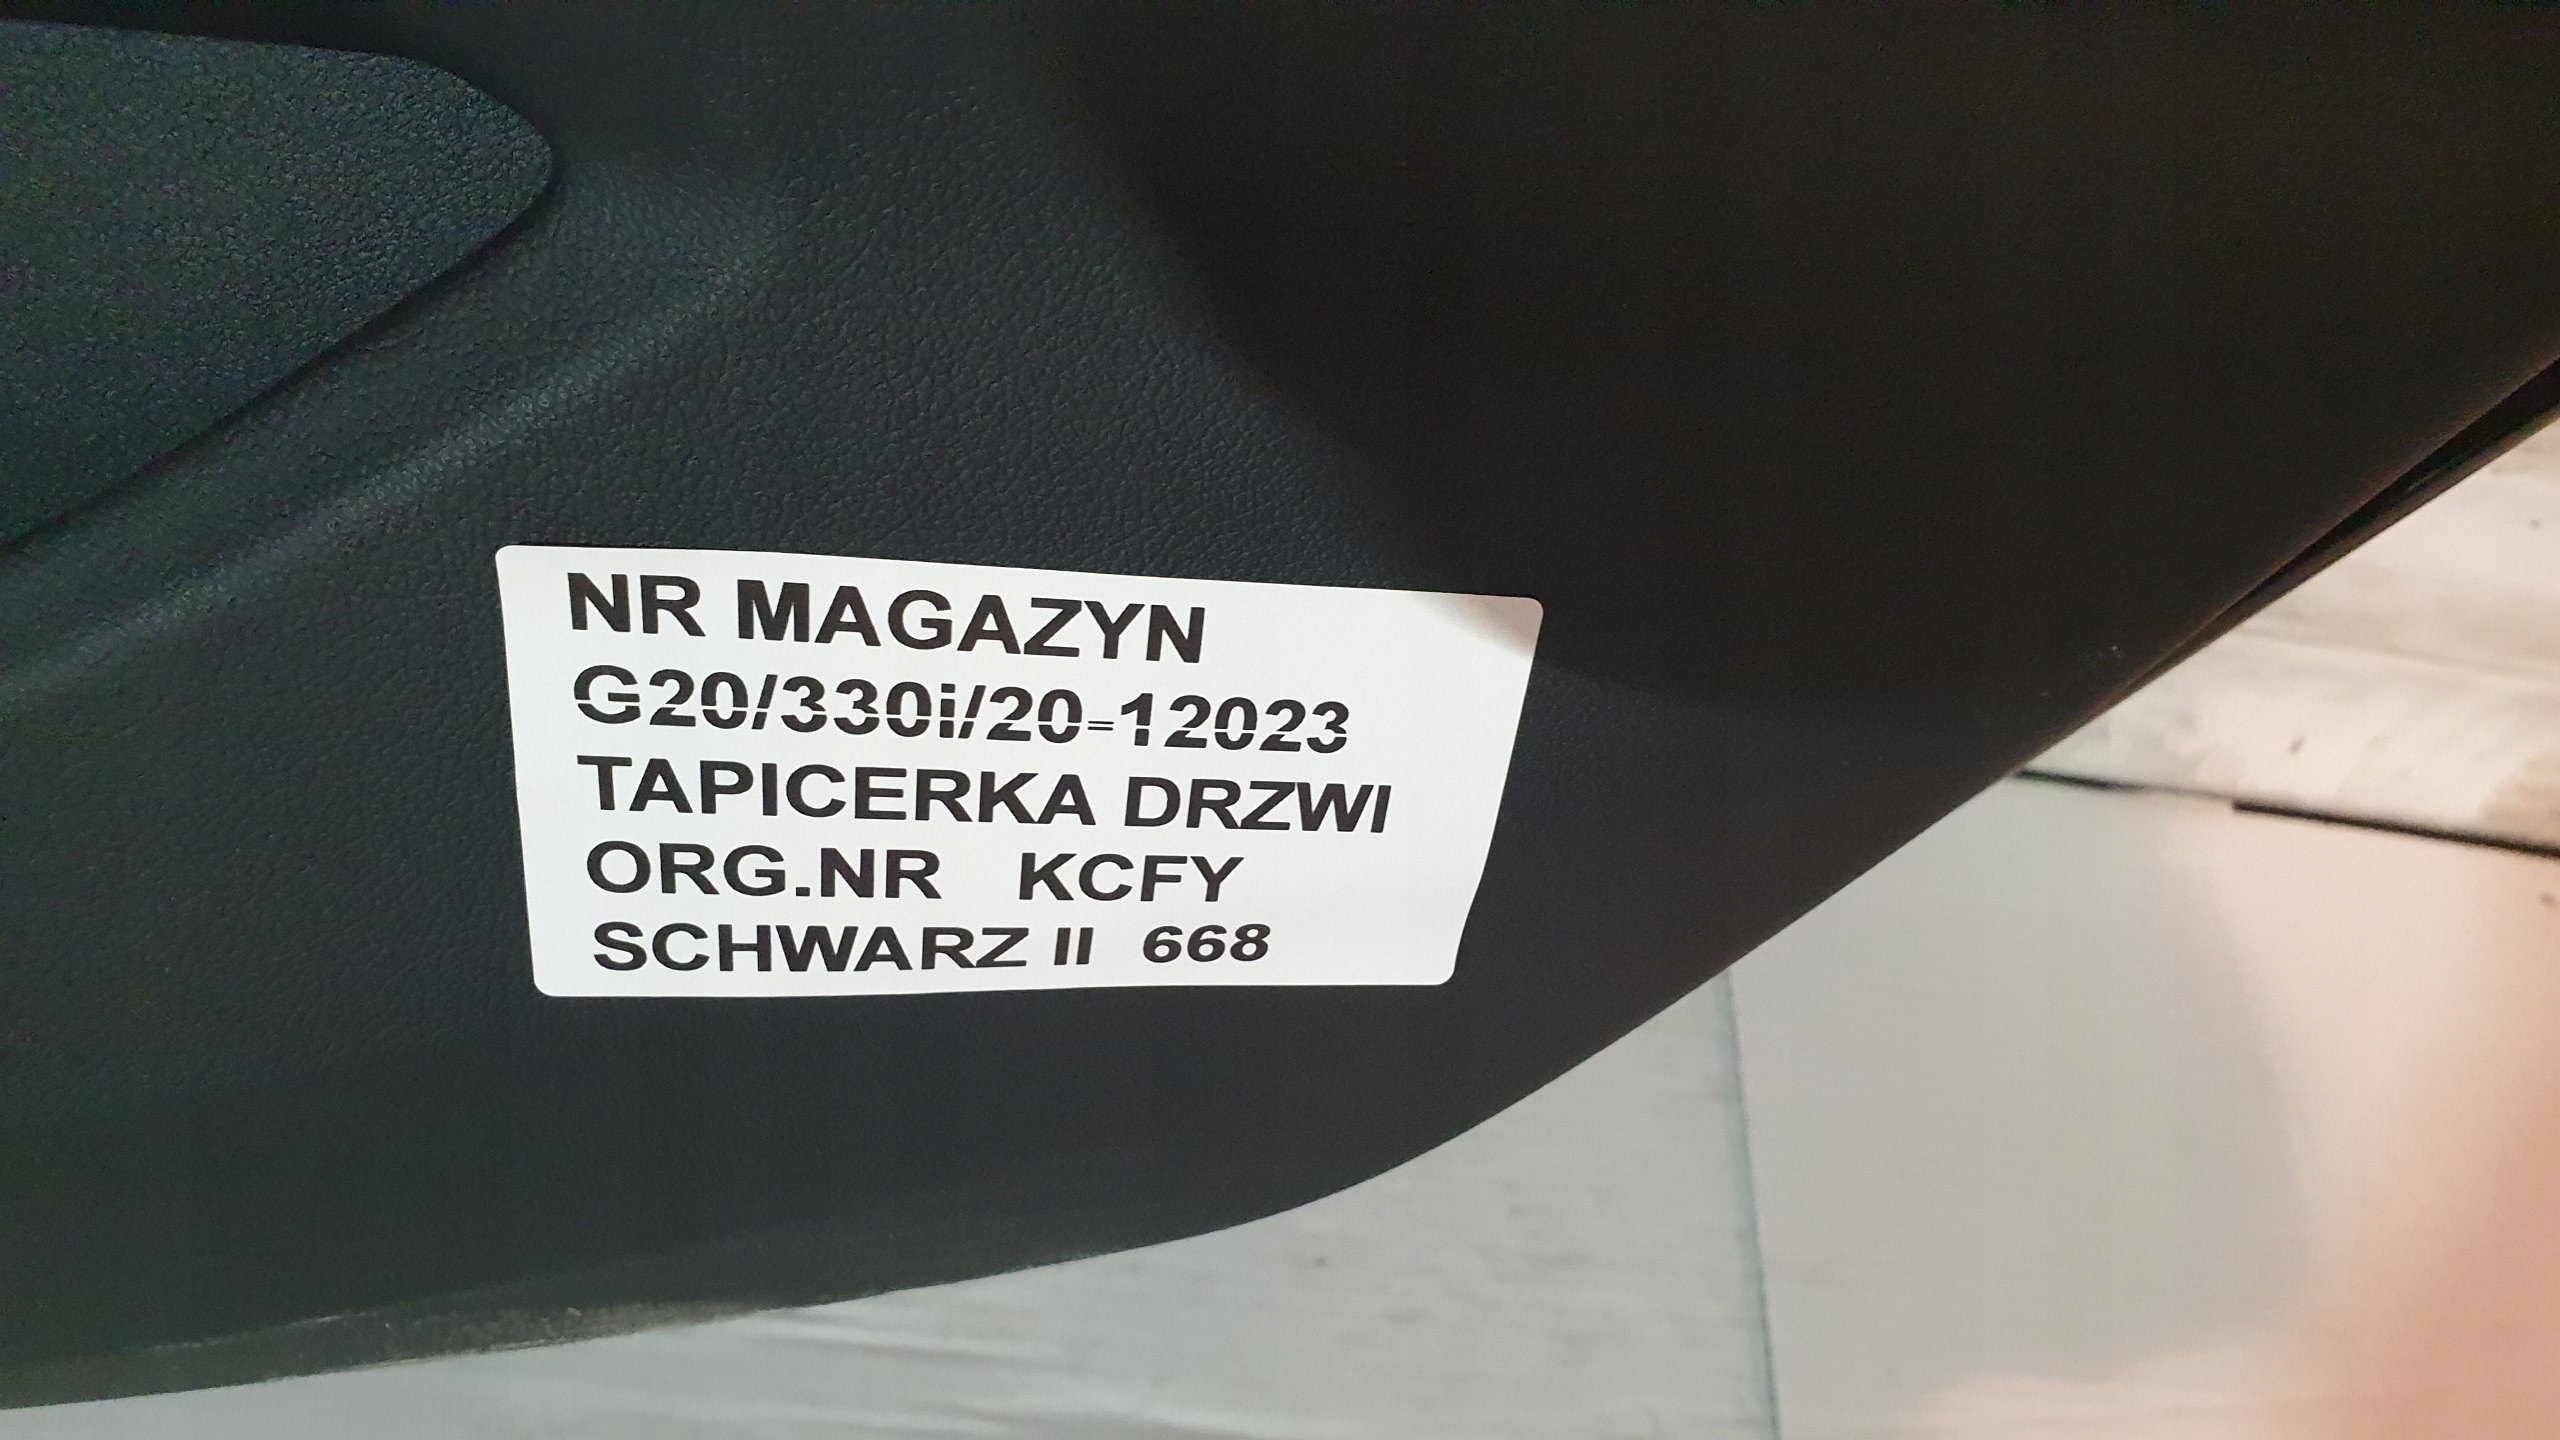 NR MAGAZYN
G20/330i/20-12023
TAPICERKA DRZWI
ORG.NR KCFY
SCHWARZ II 668